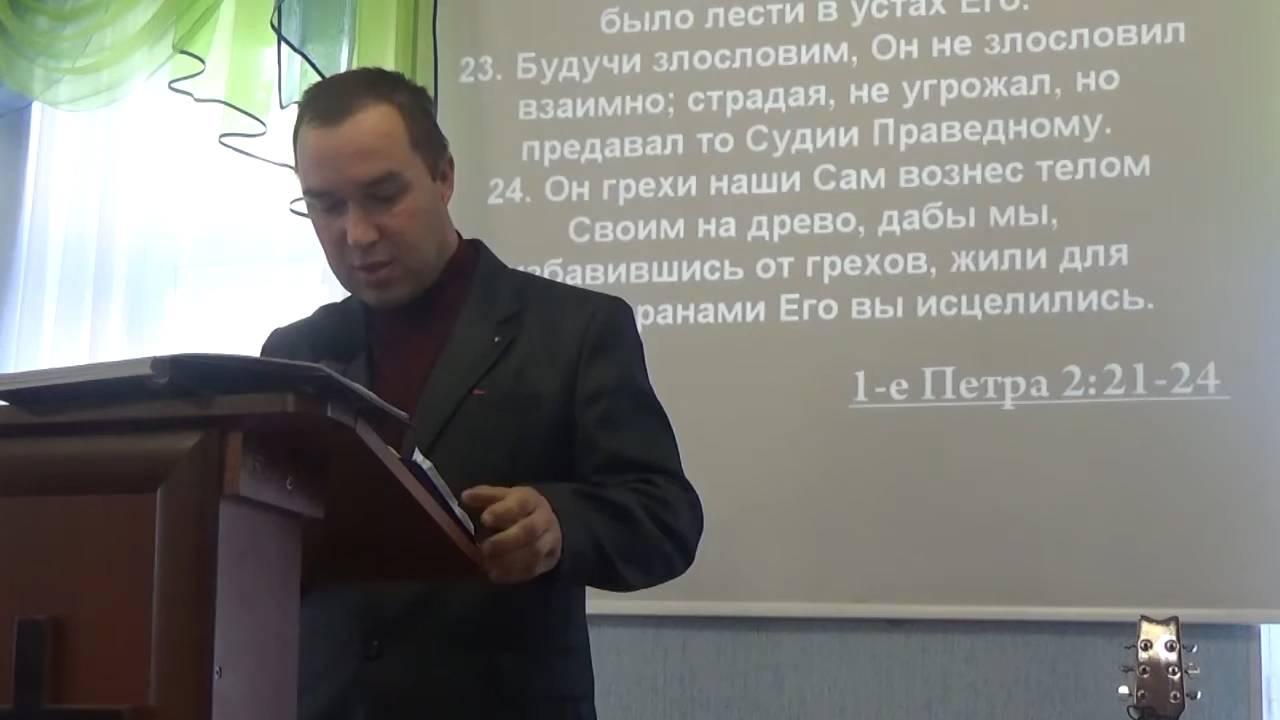 было лести в устах Его.
23. Будучи злословим, Он не злословил
взаимно; страдая, не угрожал, но
предавал то Судии Праведному.
24. Он грехи наши Сам вознес телом
Своим на древо, дабы мы,
избавившись от грехов, жили для
ранами Его вы исцелились.
1-е Петра 2:21-24